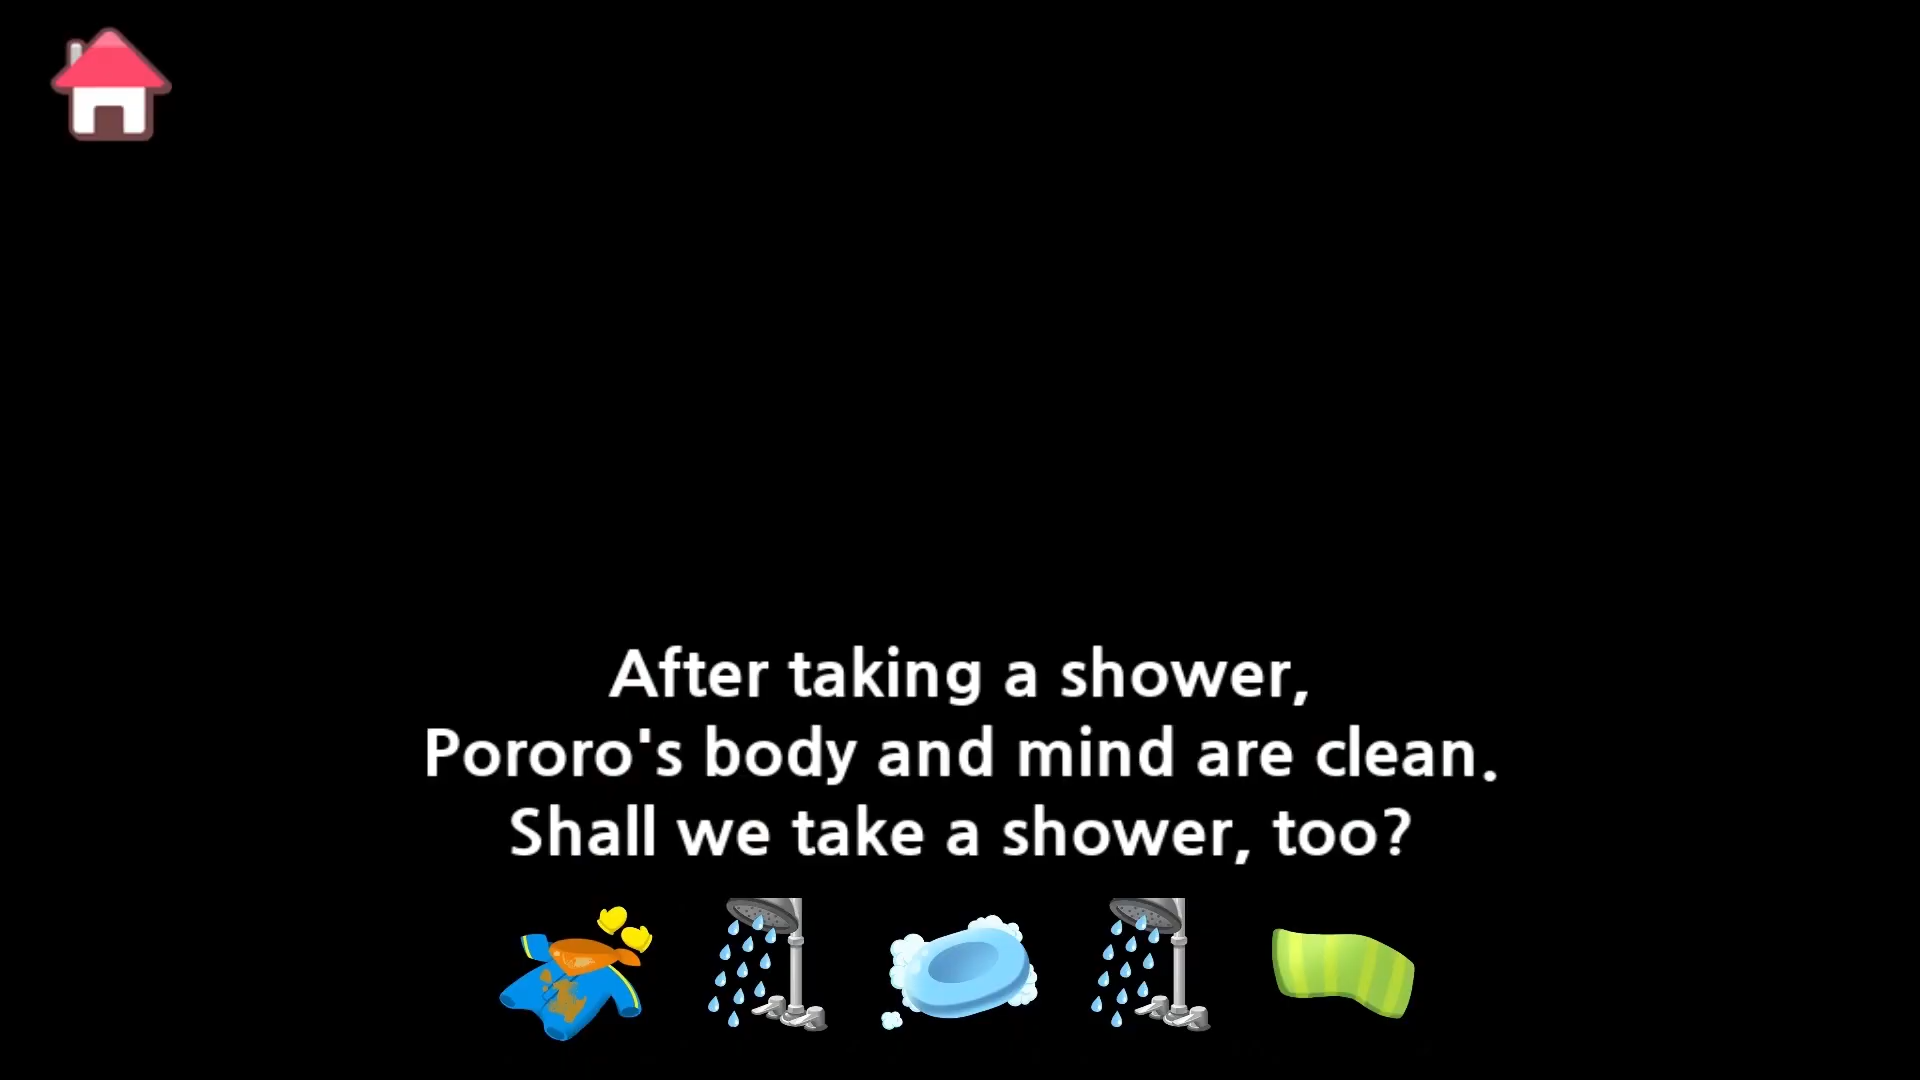 After taking a shower,
Pororo's body and mind are clean.
Shall we take a shower, too?